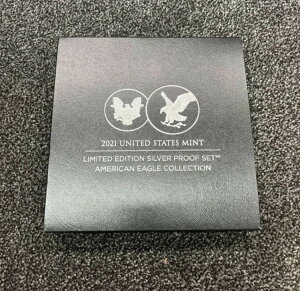 2021 UNITED STATES MINT
LIMITED EDITION SILVER PROOF SET™
AMERICAN EAGLE COLLECTION